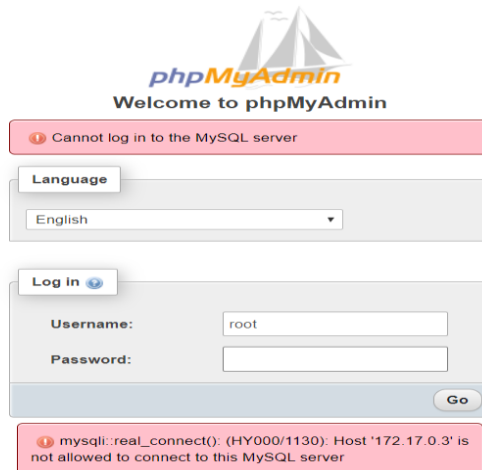 phpMyAdmin
Welcome to phpMyAdmin
Cannot log in to the MySQL server
Language
English
Log in
Username:
root
Password:
Go
mysqli::real_connect(): (HY000/1130): Host '172.17.0.3' is
not allowed to connect to this MySQL server